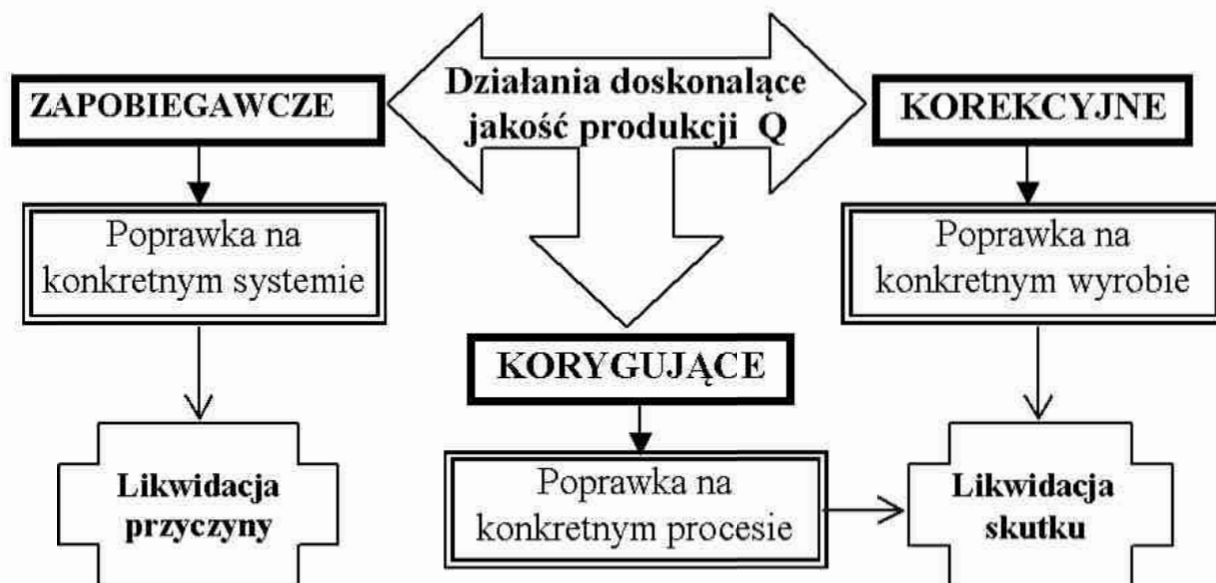 Działania doskonalące
jakość produkcji Q
ZAPOBIEGAWCZE
Poprawka na
konkretnym systemie
Likwidacja
przyczyny
KORYGUJĄCE
Poprawka na
konkretnym procesie
KOREKCYJNE
Poprawka na
konkretnym wyrobie
Likwidacja
skutku